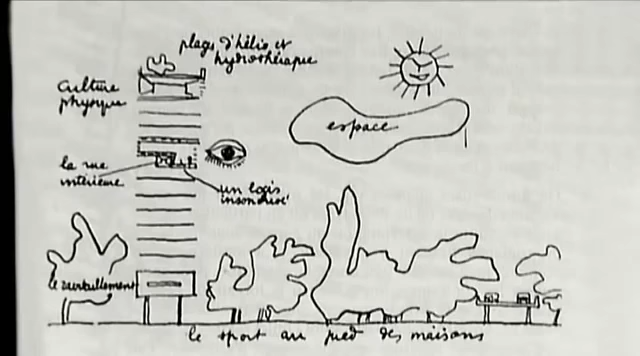 plage d'hélio et
hydrothérapie
Culture
physique
espace
la rue
intérieure
un logis
insonorisé
le ravitaillement
le sport au pied des maisons